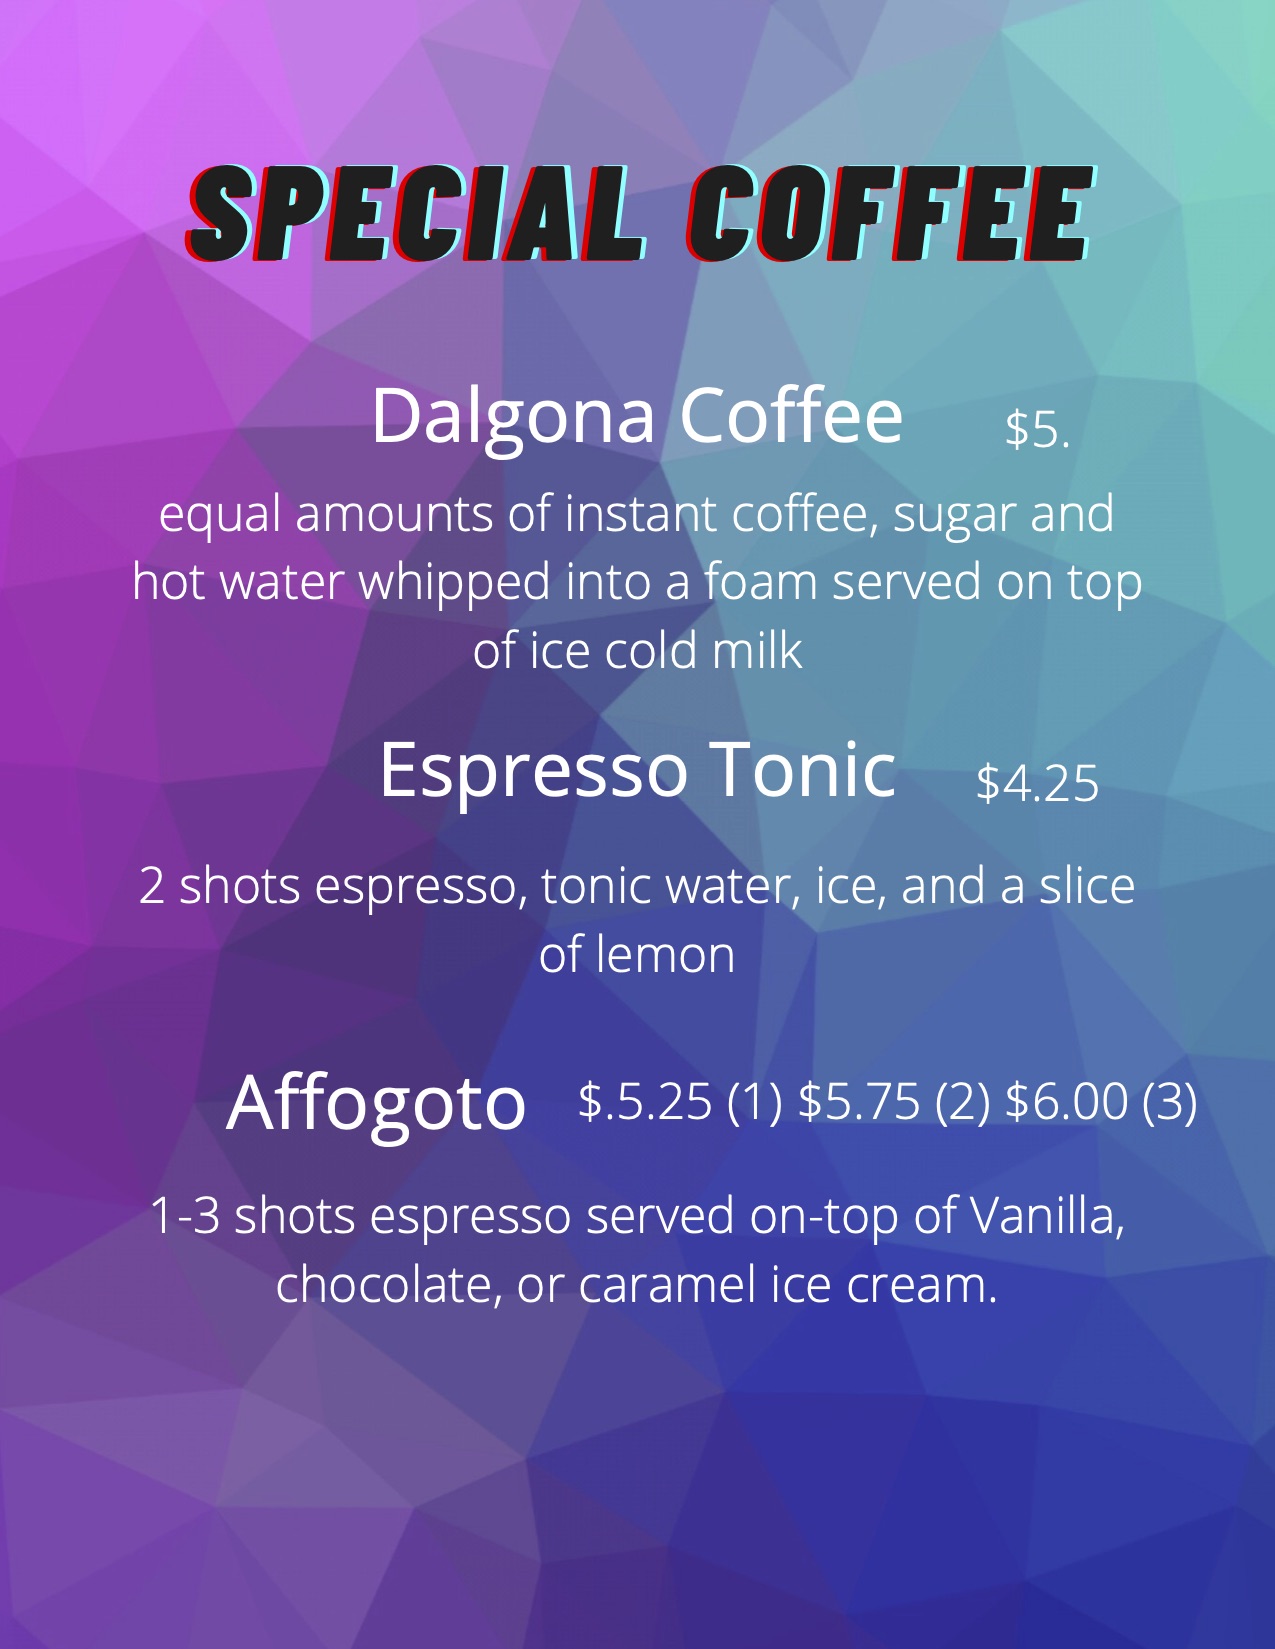 SPECIAL COFFEE
Dalgona Coffee $5.
equal amounts of instant coffee, sugar and
hot water whipped into a foam served on top
of ice cold milk
Espresso Tonic $4.25
2 shots espresso, tonic water, ice, and a slice
of lemon
Affogoto $.5.25 (1) $5.75 (2) $6.00 (3)
1-3 shots espresso served on-top of Vanilla,
chocolate, or caramel ice cream.